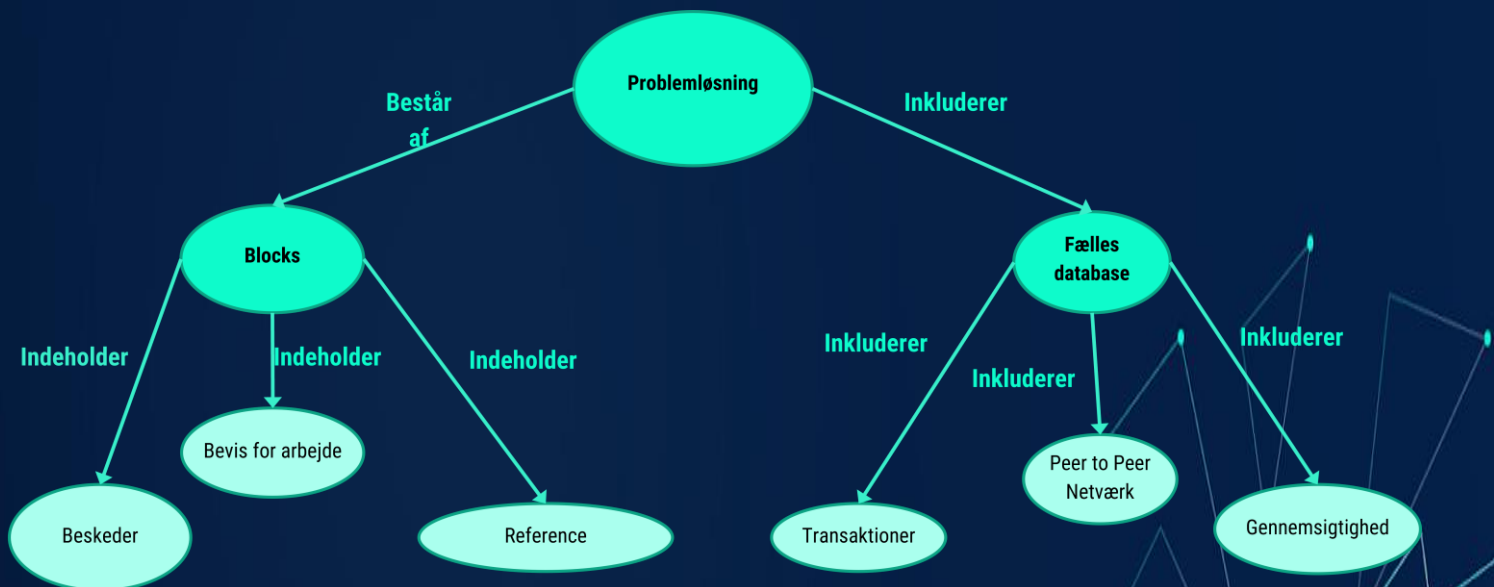 Problemløsning
Består
af
Inkluderer
Blocks
Fælles
database
Indeholder
Indeholder
Indeholder
Inkluderer
Inkluderer
Inkluderer
Bevis for arbejde
Peer to Peer
Netværk
Beskeder
Reference
Transaktioner
Gennemsigtighed